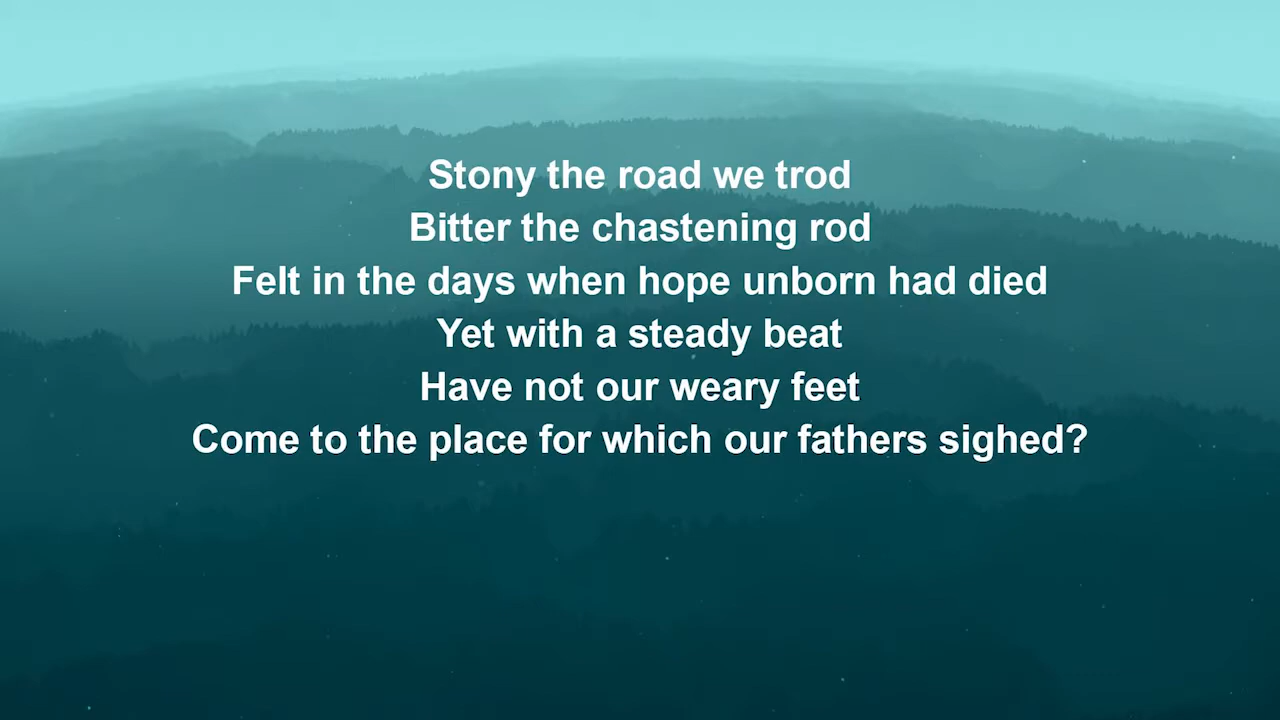 Stony the road we trod
Bitter the chastening rod
Felt in the days when hope unborn had died
Yet with a steady beat
Have not our weary feet
Come to the place for which our fathers sighed?